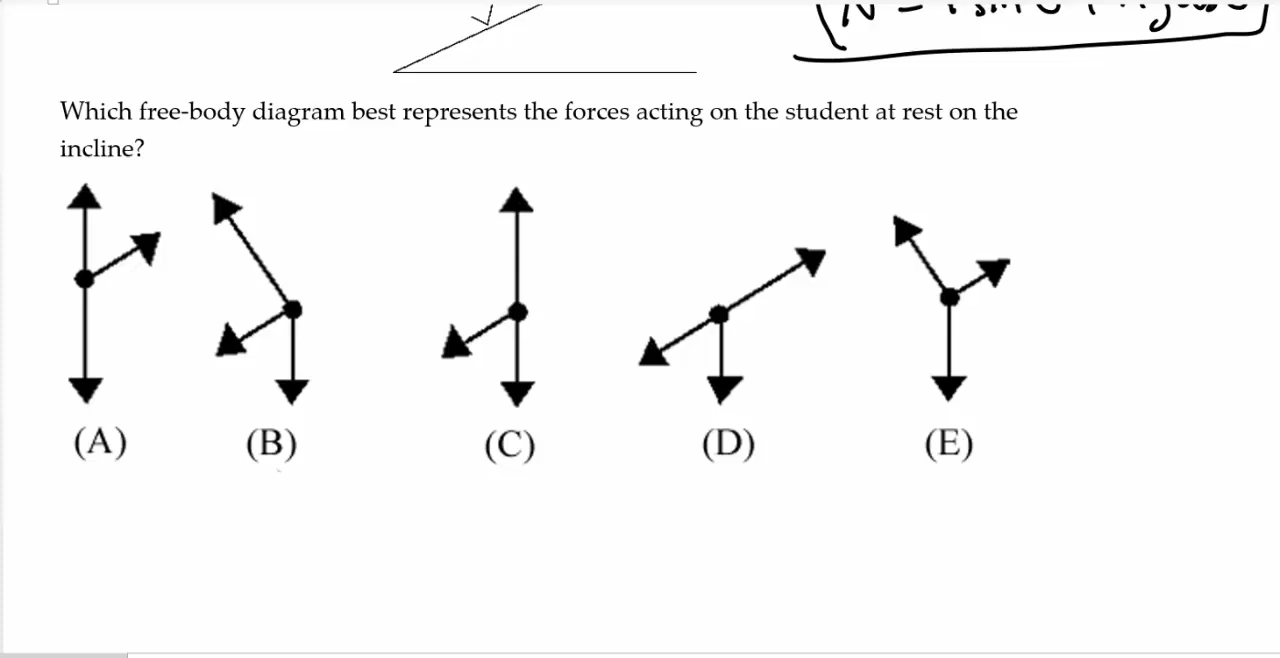 Which free-body diagram best represents the forces acting on the student at rest on the
incline?
(A) (B) (C) (D) (E)